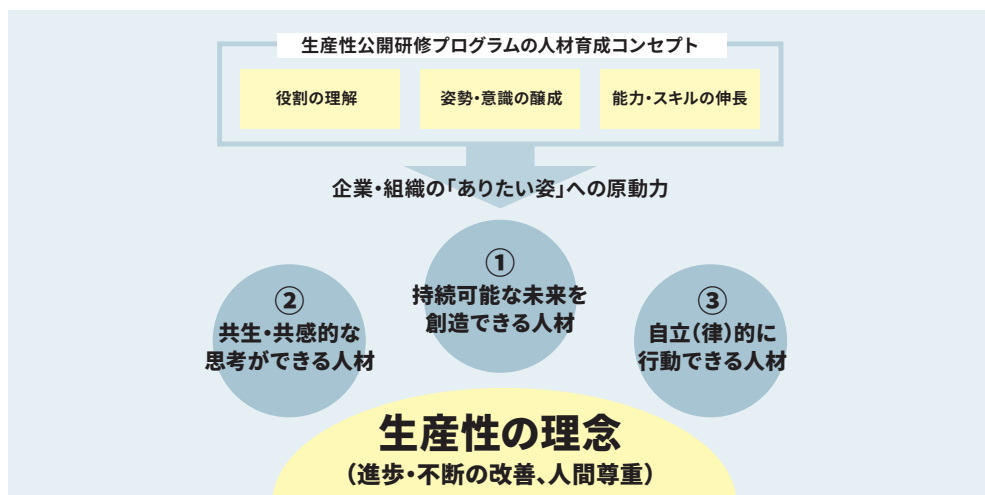 生産性公開研修プログラムの人材育成コンセプト
役割の理解
姿勢・意識の醸成
能力・スキルの伸長
企業・組織の「ありたい姿」への原動力
①
持続可能な未来を
創造できる人材
②
共生・共感的な
思考ができる人材
③
自立(律)的に
行動できる人材
生産性の理念
(進歩・不断の改善、人間尊重)